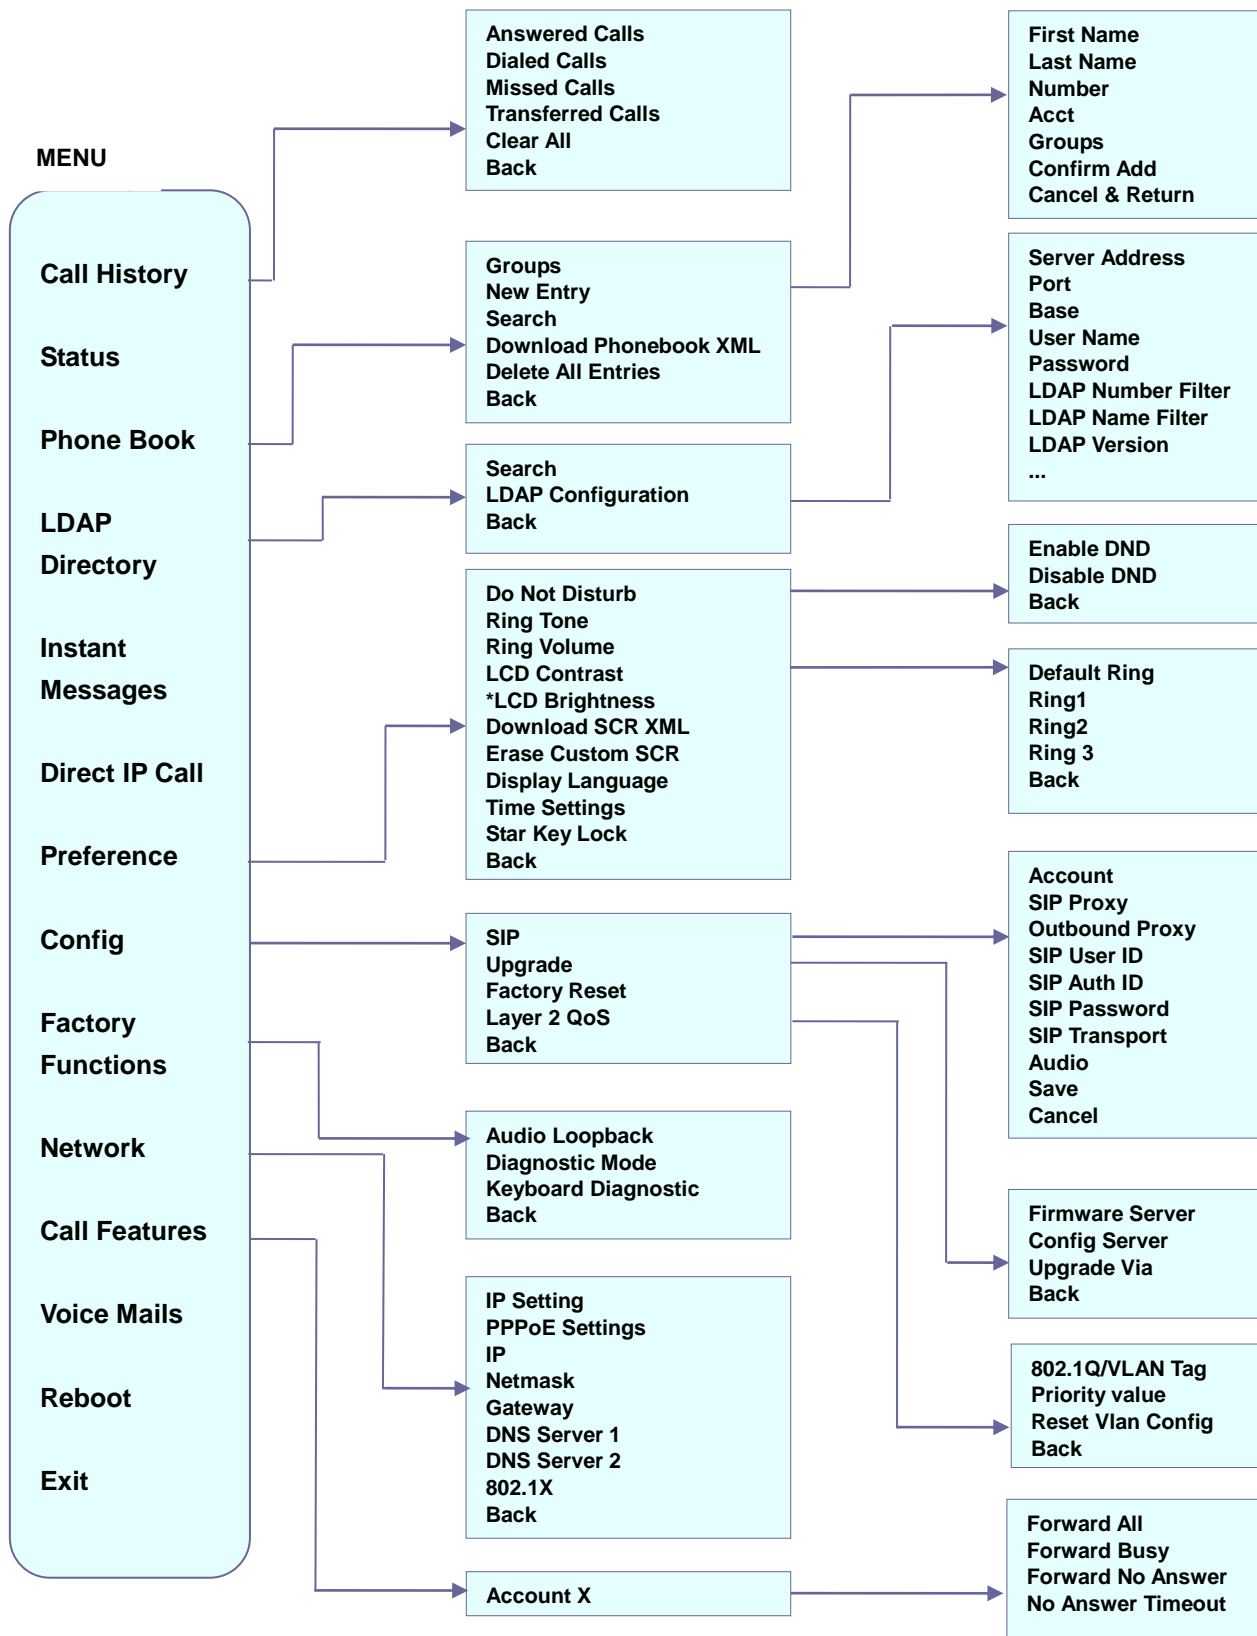 MENU
Call History
Status
Phone Book
LDAP
Directory
Instant
Messages
Direct IP Call
Preference
Config
Factory
Functions
Network
Call Features
Voice Mails
Reboot
Exit
Answered Calls
Dialed Calls
Missed Calls
Transferred Calls
Clear All
Back
Groups
New Entry
Search
Download Phonebook XML
Delete All Entries
Back
Search
LDAP Configuration
Back
Do Not Disturb
Ring Tone
Ring Volume
LCD Contrast
*LCD Brightness
Download SCR XML
Erase Custom SCR
Display Language
Time Settings
Star Key Lock
Back
SIP
Upgrade
Factory Reset
Layer 2 QoS
Back
Audio Loopback
Diagnostic Mode
Keyboard Diagnostic
Back
IP Setting
PPPoE Settings
IP
Netmask
Gateway
DNS Server 1
DNS Server 2
802.1X
Back
Account X
First Name
Last Name
Number
Acct
Groups
Confirm Add
Cancel & Return
Server Address
Port
Base
User Name
Password
LDAP Number Filter
LDAP Name Filter
LDAP Version
...
Enable DND
Disable DND
Back
Default Ring
Ring1
Ring2
Ring 3
Back
Account
SIP Proxy
Outbound Proxy
SIP User ID
SIP Auth ID
SIP Password
SIP Transport
Audio
Save
Cancel
Firmware Server
Config Server
Upgrade Via
Back
802.1Q/VLAN Tag
Priority value
Reset Vlan Config
Back
Forward All
Forward Busy
Forward No Answer
No Answer Timeout